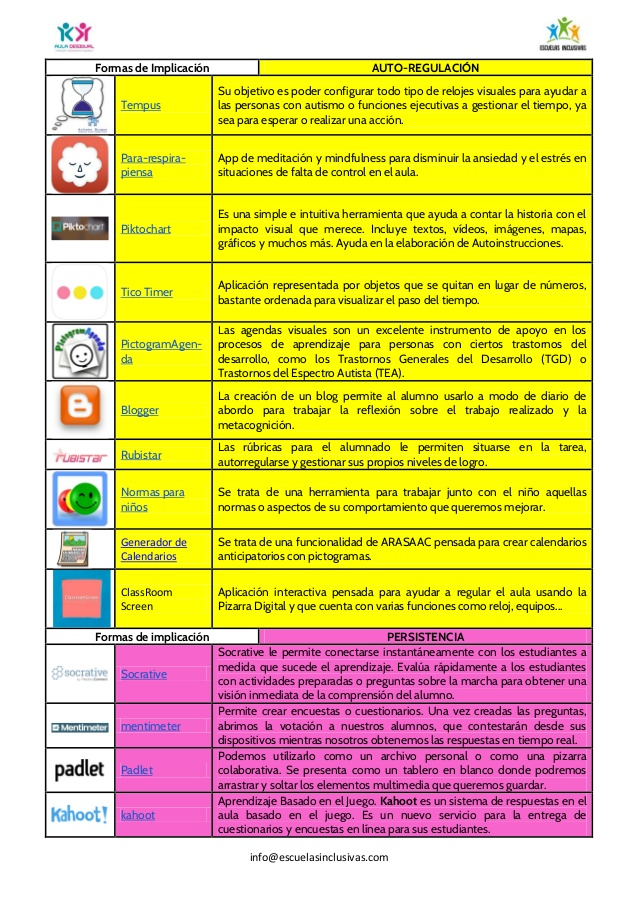 AULA DESIGUAL
ESCUELAS INCLUSIVAS
Formas de Implicación AUTO-REGULACIÓN
Tempus
Su objetivo es poder configurar todo tipo de relojes visuales para ayudar a
las personas con autismo o funciones ejecutivas a gestionar el tiempo, ya
sea para esperar o realizar una acción.
Para-respira-
piensa
App de meditación y mindfulness para disminuir la ansiedad y el estrés en
situaciones de falta de control en el aula.
Piktochart
Piktochart
Es una simple e intuitiva herramienta que ayuda a contar la historia con el
impacto visual que merece. Incluye textos, vídeos, imágenes, mapas,
gráficos y muchos más. Ayuda en la elaboración de Autoinstrucciones.
Tico Timer
Aplicación representada por objetos que se quitan en lugar de números,
bastante ordenada para visualizar el paso del tiempo.
PictogramAgenda
PictogramAgen-
da
Las agendas visuales son un excelente instrumento de apoyo en los
procesos de aprendizaje para personas con ciertos trastornos del
desarrollo, como los Trastornos Generales del Desarrollo (TGD) o
Trastornos del Espectro Autista (TEA).
Blogger
La creación de un blog permite al alumno usarlo a modo de diario de
abordo para trabajar la reflexión sobre el trabajo realizado y la
metacognición.
RUBISTAR
Rubistar
Las rúbricas para el alumnado le permiten situarse en la tarea,
autorregularse y gestionar sus propios niveles de logro.
Normas para
niños
Se trata de una herramienta para trabajar junto con el niño aquellas
normas o aspectos de su comportamiento que queremos mejorar.
Generador de
Calendarios
Se trata de una funcionalidad de ARASAAC pensada para crear calendarios
anticipatorios con pictogramas.
ClassRoom
Screen
Aplicación interactiva pensada para ayudar a regular el aula usando la
Pizarra Digital y que cuenta con varias funciones como reloj, equipos...
Formas de implicación PERSISTENCIA
socrative
Socrative
Socrative le permite conectarse instantáneamente con los estudiantes a
medida que sucede el aprendizaje. Evalúa rápidamente a los estudiantes
con actividades preparadas o preguntas sobre la marcha para obtener una
visión inmediata de la comprensión del alumno.
Mentimeter
mentimeter
Permite crear encuestas o cuestionarios. Una vez creadas las preguntas,
abrimos la votación a nuestros alumnos, que contestarán desde sus
dispositivos mientras nosotros obtenemos las respuestas en tiempo real.
padlet
Padlet
Podemos utilizarlo como un archivo personal o como una pizarra
colaborativa. Se presenta como un tablero en blanco donde podremos
arrastrar y soltar los elementos multimedia que queremos guardar.
Kahoot!
kahoot
Aprendizaje Basado en el Juego. Kahoot es un sistema de respuestas en el
aula basado en el juego. Es un nuevo servicio para la entrega de
cuestionarios y encuestas en línea para sus estudiantes.
info@escuelasinclusivas.com